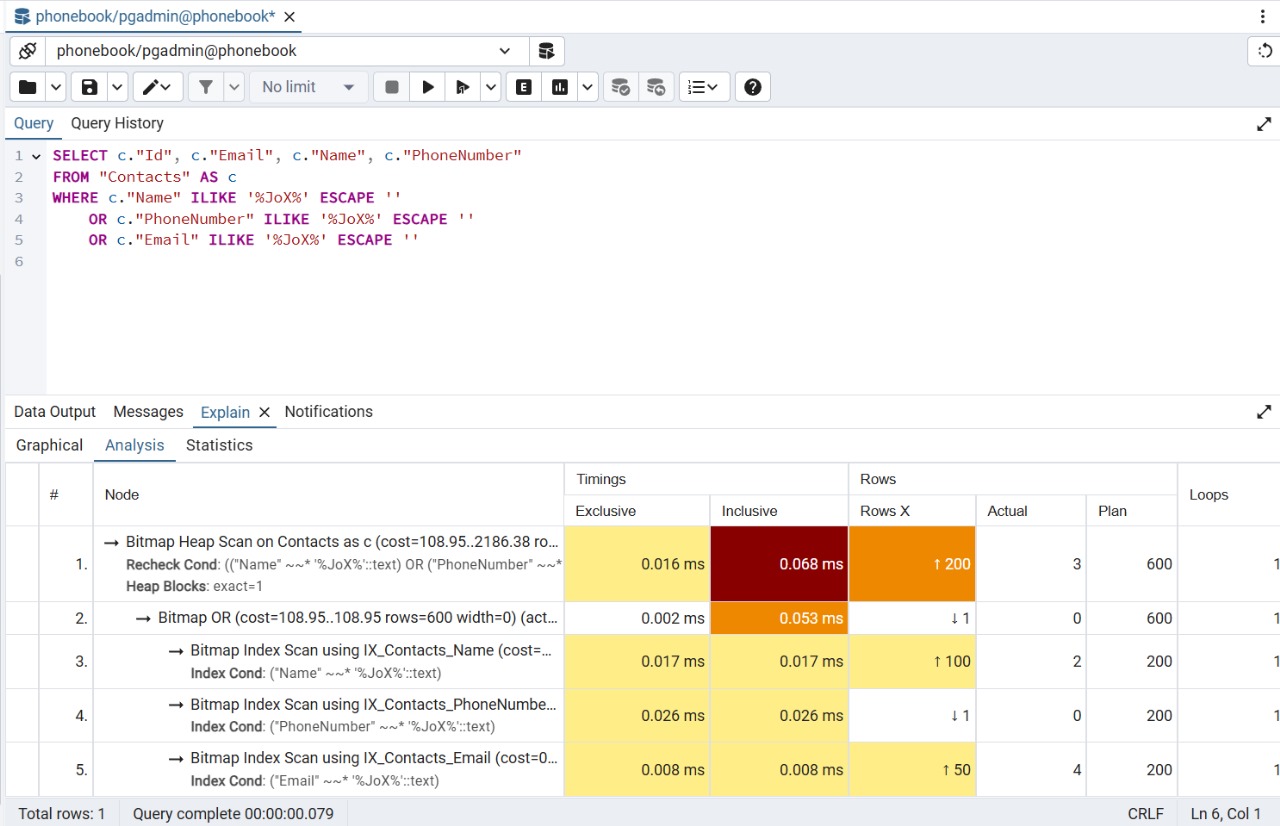 phonebook/pgadmin@phonebook*
phonebook/pgadmin@phonebook
No limit
E
Query Query History
1 SELECT c."Id", c."Email", c."Name", c."PhoneNumber"
2 FROM "Contacts" AS c
3 WHERE c."Name" ILIKE '%JoX%' ESCAPE ''
4 OR c."PhoneNumber" ILIKE '%JoX%' ESCAPE ''
5 OR c."Email" ILIKE '%JoX%' ESCAPE ''
6
Data Output Messages Explain Notifications
Graphical Analysis Statistics
# Node Timings Rows Loops
Exclusive Inclusive Rows X Actual Plan
1. → Bitmap Heap Scan on Contacts as c (cost=108.95..2186.38 ro... 0.016 ms 0.068 ms ↑ 200 3 600 1
Recheck Cond: (("Name" ~~* '%JoX%'::text) OR ("PhoneNumber" ~~*
Heap Blocks: exact=1
2. → Bitmap OR (cost=108.95..108.95 rows=600 width=0) (act... 0.002 ms 0.053 ms ↓ 1 0 600 1
3. → Bitmap Index Scan using IX_Contacts_Name (cost=... 0.017 ms 0.017 ms ↑ 100 2 200 1
Index Cond: ("Name" ~~* '%JoX%'::text)
4. → Bitmap Index Scan using IX_Contacts_PhoneNumbe... 0.026 ms 0.026 ms ↓ 1 0 200 1
Index Cond: ("PhoneNumber" ~~* '%JoX%'::text)
5. → Bitmap Index Scan using IX_Contacts_Email (cost=0... 0.008 ms 0.008 ms ↑ 50 4 200 1
Index Cond: ("Email" ~~* '%JoX%'::text)
Total rows: 1 Query complete 00:00:00.079 CRLF Ln 6, Col 1